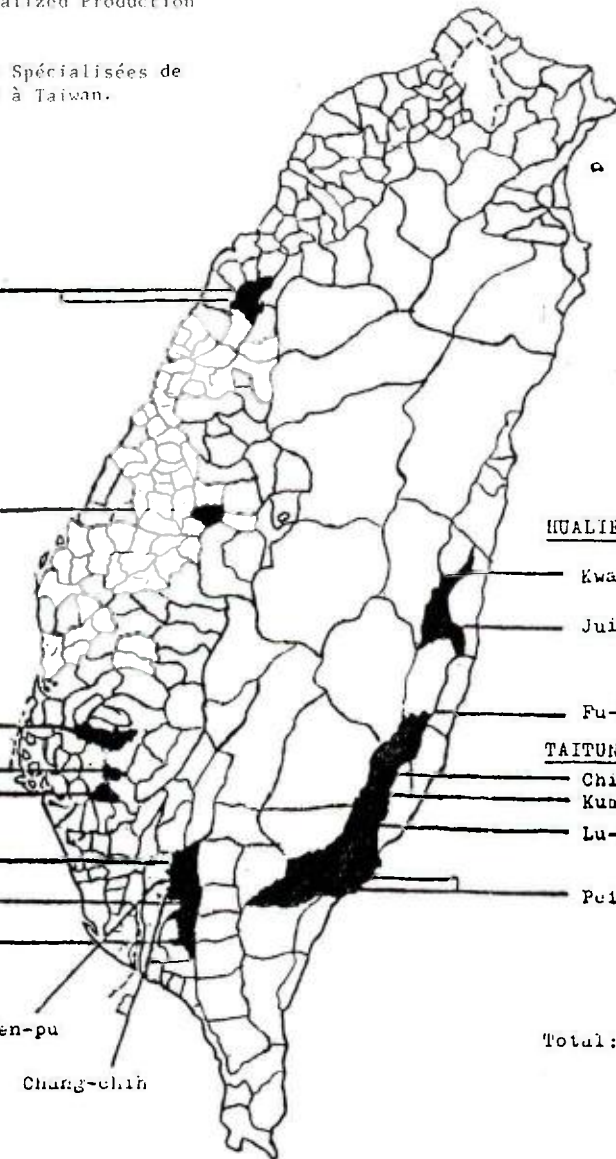 alized Production
Spécialisées de
à Taiwan.
HUALIE
Kwa
Jui
Fu-
TAITUN
Chi
Kun
Lu-
Pei
en-pu
Chang-chih
Total: